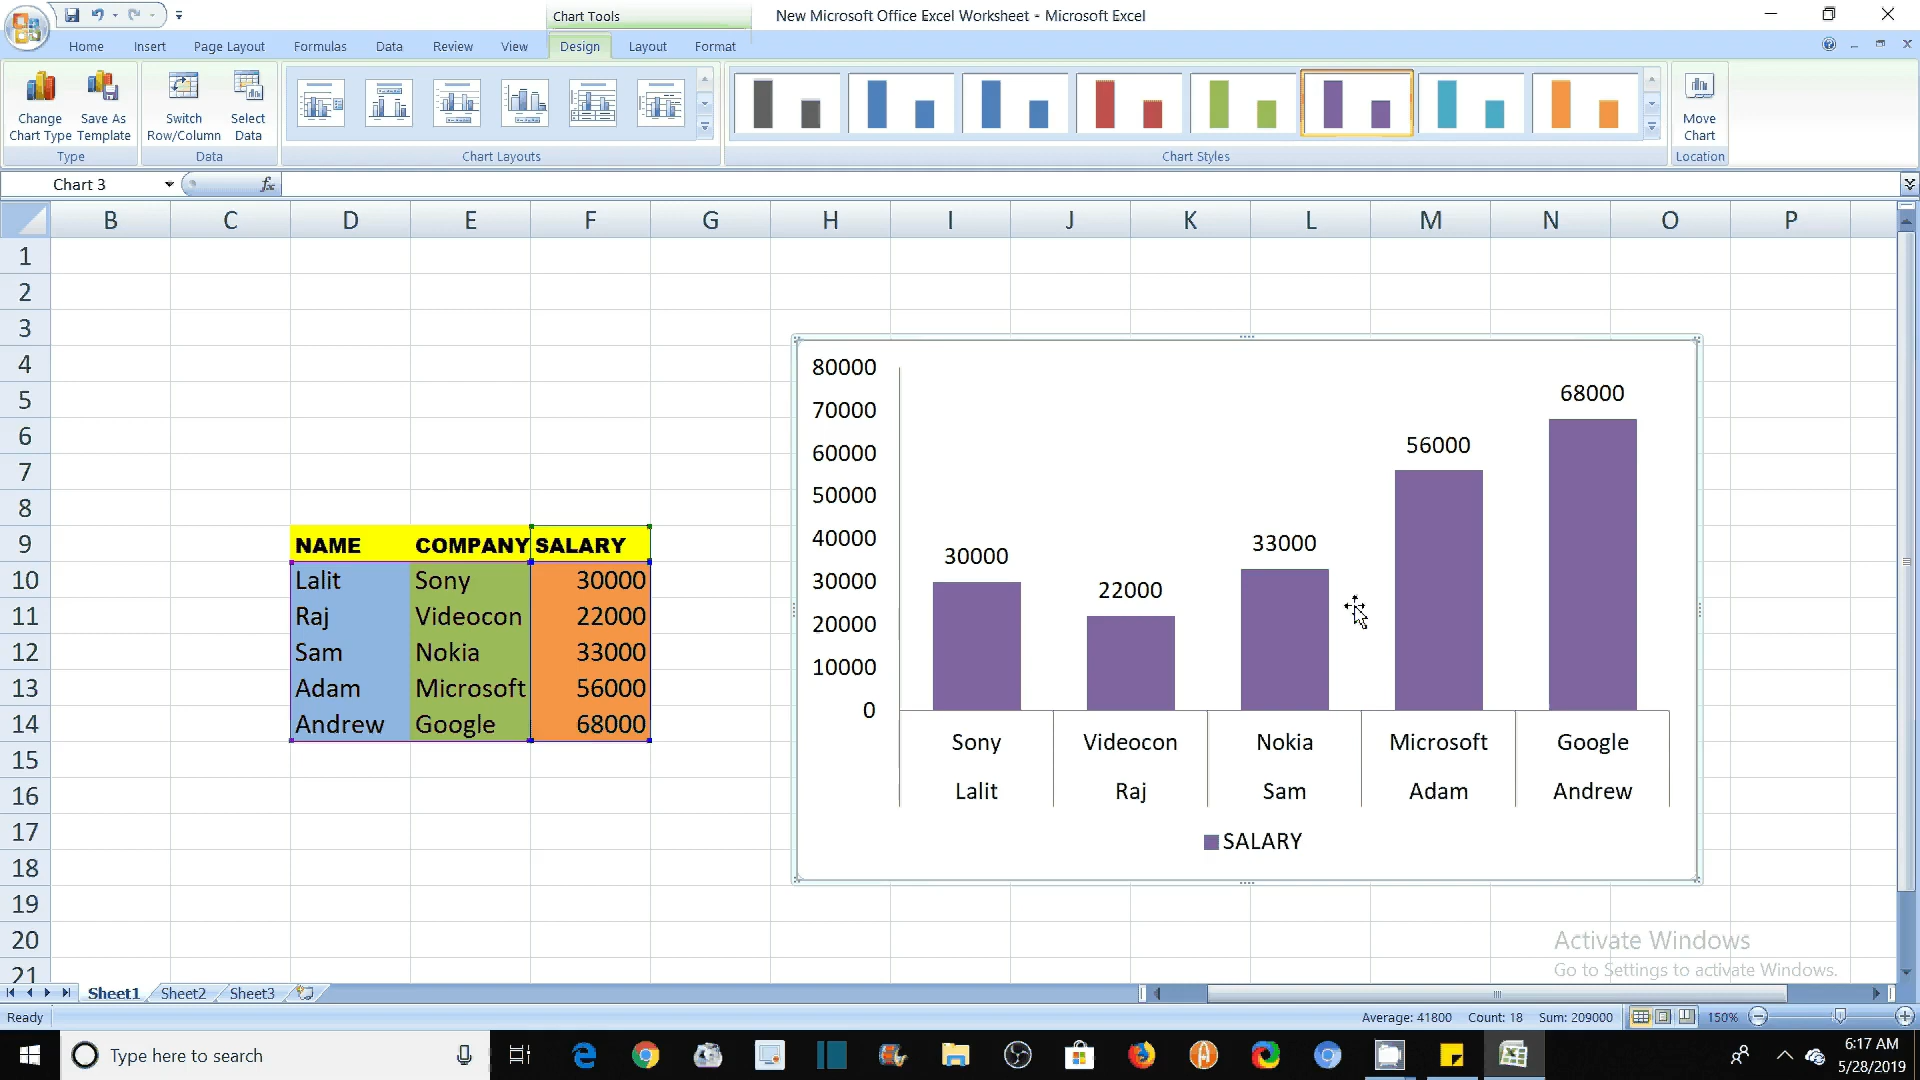 Chart Tools
New Microsoft Office Excel Worksheet - Microsoft Excel
Home Insert Page Layout Formulas Data Review View Design Layout Format
Change Chart Type
Save As Template
Switch Row/Column
Select Data
Move Chart
Type Data Chart Layouts Chart Styles Location
Chart 3 fx
B C D E F G H I J K L M N O P
1
2
3
4
5
6
7
8
9 NAME COMPANY SALARY
10 Lalit Sony 30000
11 Raj Videocon 22000
12 Sam Nokia 33000
13 Adam Microsoft 56000
14 Andrew Google 68000
15
16
17
18
19
20
21
80000
70000
60000
50000
40000
30000
20000
10000
0
30000
22000
33000
56000
68000
Sony Videocon Nokia Microsoft Google
Lalit Raj Sam Adam Andrew
SALARY
Activate Windows
Go to Settings to activate Windows.
Sheet1 Sheet2 Sheet3
Ready Average: 41800 Count: 18 Sum: 209000 150%
Type here to search
6:17 AM
5/28/2019